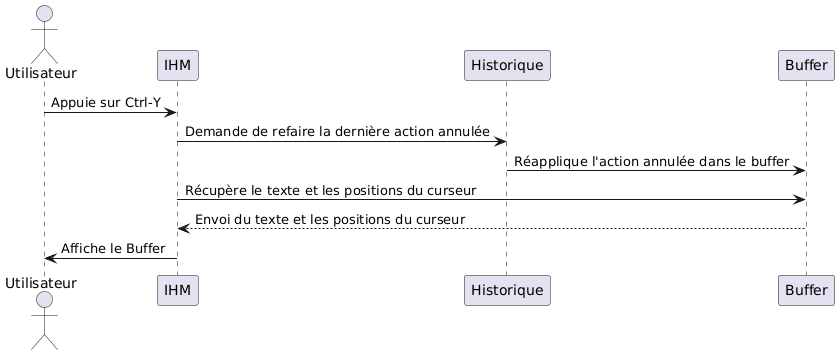 Utilisateur
IHM
Historique
Buffer
Appuie sur Ctrl-Y
Demande de refaire la dernière action annulée
Réapplique l'action annulée dans le buffer
Récupère le texte et les positions du curseur
Envoi du texte et les positions du curseur
Affiche le Buffer
Utilisateur
IHM
Historique
Buffer